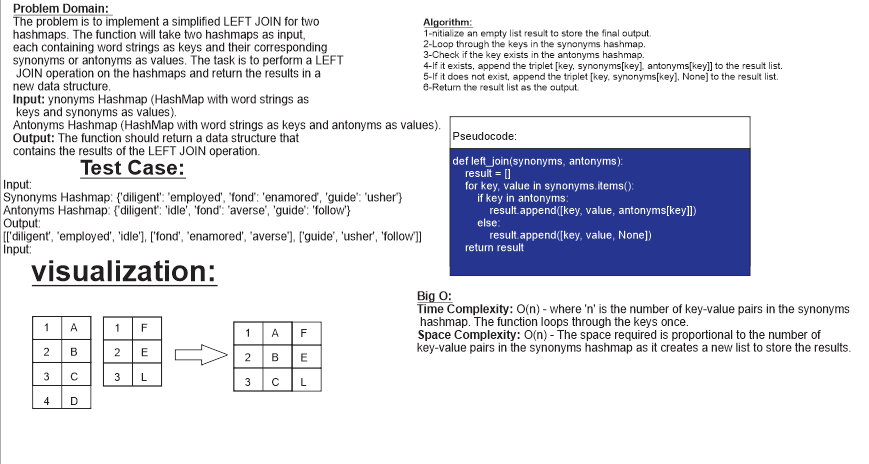 Problem Domain:
The problem is to implement a simplified LEFT JOIN for two
hashmaps. The function will take two hashmaps as input,
each containing word strings as keys and their corresponding
synonyms or antonyms as values. The task is to perform a LEFT
JOIN operation on the hashmaps and return the results in a
new data structure.
Input: ynonyms Hashmap (HashMap with word strings as
keys and synonyms as values).
Antonyms Hashmap (HashMap with word strings as keys and antonyms as values).
Output: The function should return a data structure that
contains the results of the LEFT JOIN operation.
Test Case:
Input:
Synonyms Hashmap: {'diligent': 'employed', 'fond': 'enamored', 'guide': 'usher'}
Antonyms Hashmap: {'diligent': 'idle', 'fond': 'averse', 'guide': 'follow'}
Output:
[['diligent', 'employed', 'idle'], ['fond', 'enamored', 'averse'], ['guide', 'usher', 'follow']]
Input:
visualization:
1 A
2 B
3 C
4 D
1 F
2 E
3 L
1 A F
2 B E
3 C L
Algorithm:
1-nitialize an empty list result to store the final output.
2-Loop through the keys in the synonyms hashmap.
3-Check if the key exists in the antonyms hashmap.
4-If it exists, append the triplet [key, synonyms[key], antonyms[key]] to the result list.
5-If it does not exist, append the triplet [key, synonyms[key], None] to the result list.
6-Return the result list as the output.
Pseudocode:
def left_join(synonyms, antonyms):
result = []
for key, value in synonyms.items():
if key in antonyms:
result.append([key, value, antonyms[key]])
else:
result.append([key, value, None])
return result
Big O:
Time Complexity: O(n) - where 'n' is the number of key-value pairs in the synonyms
hashmap. The function loops through the keys once.
Space Complexity: O(n) - The space required is proportional to the number of
key-value pairs in the synonyms hashmap as it creates a new list to store the results.